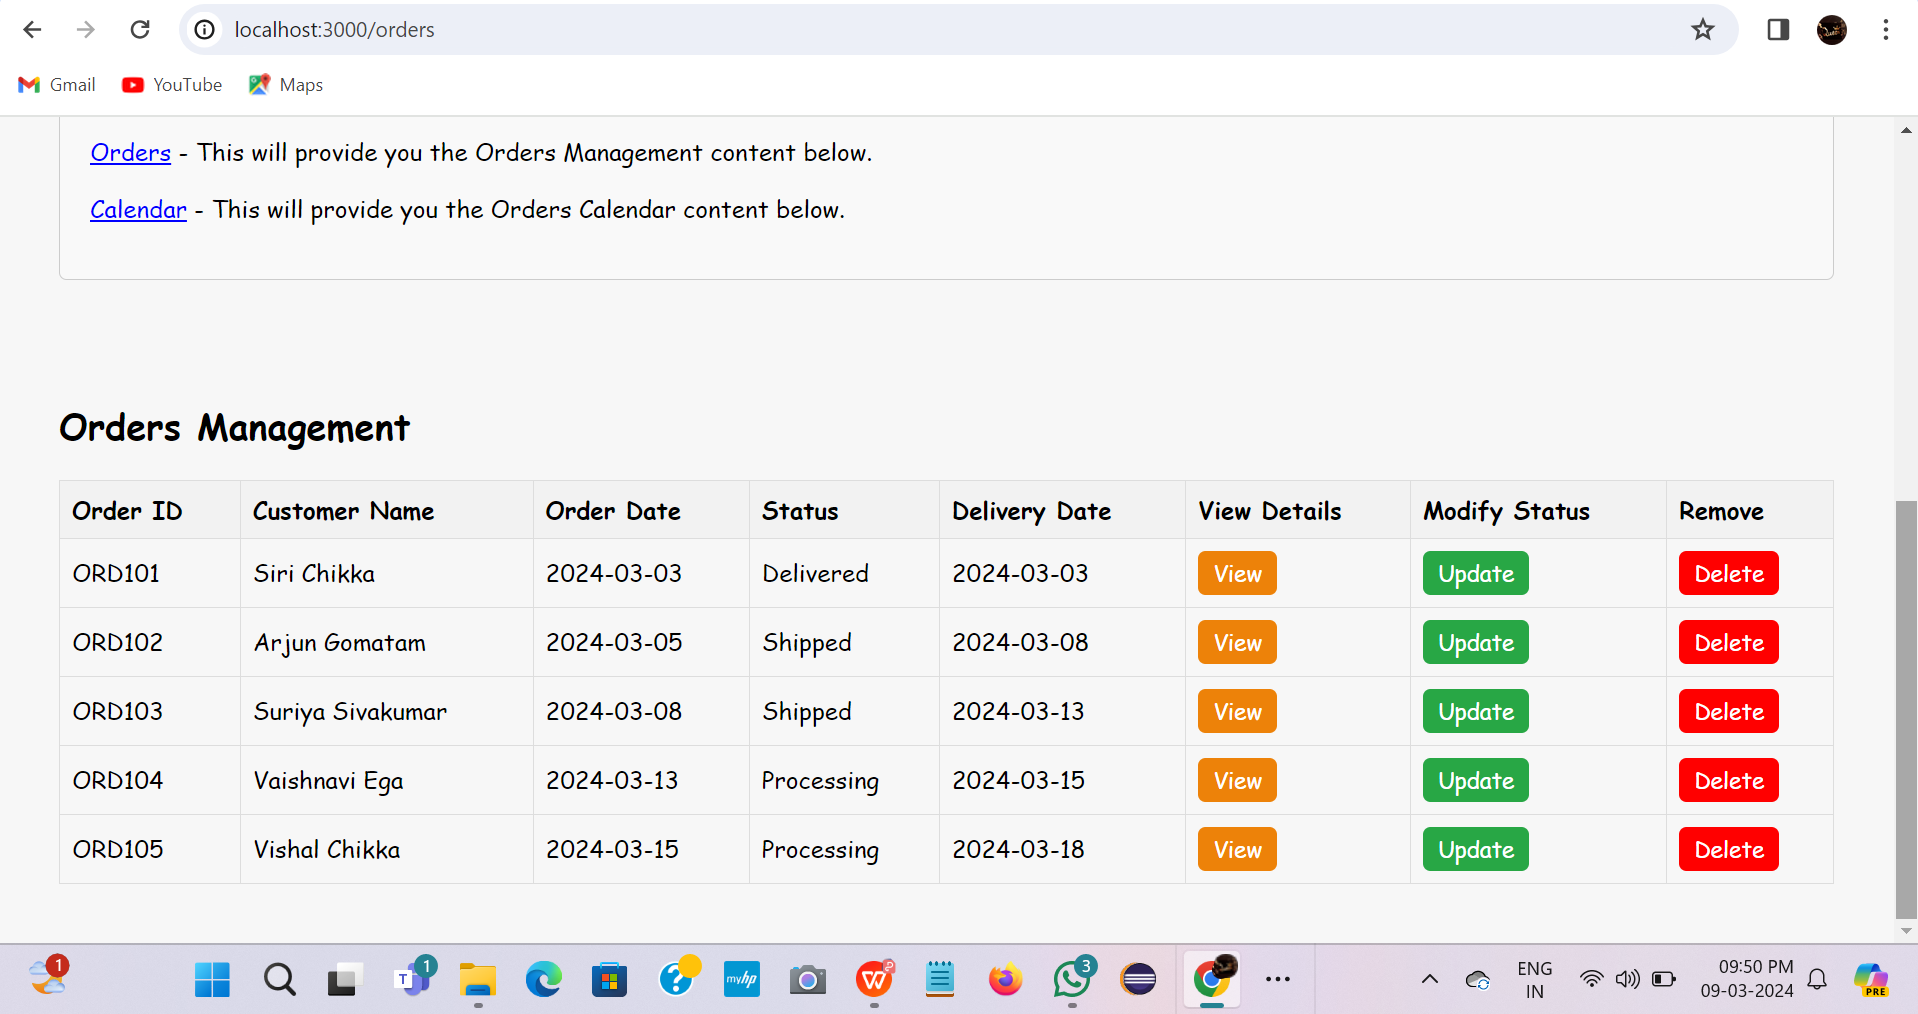 localhost:3000/orders
Gmail YouTube Maps
Orders - This will provide you the Orders Management content below.
Calendar - This will provide you the Orders Calendar content below.
Orders Management
Order ID Customer Name Order Date Status Delivery Date View Details Modify Status Remove
ORD101 Siri Chikka 2024-03-03 Delivered 2024-03-03 View Update Delete
ORD102 Arjun Gomatam 2024-03-05 Shipped 2024-03-08 View Update Delete
ORD103 Suriya Sivakumar 2024-03-08 Shipped 2024-03-13 View Update Delete
ORD104 Vaishnavi Ega 2024-03-13 Processing 2024-03-15 View Update Delete
ORD105 Vishal Chikka 2024-03-15 Processing 2024-03-18 View Update Delete
1 T 1 ? myhp W 3 ENG 09:50 PM
IN 09-03-2024 PRE